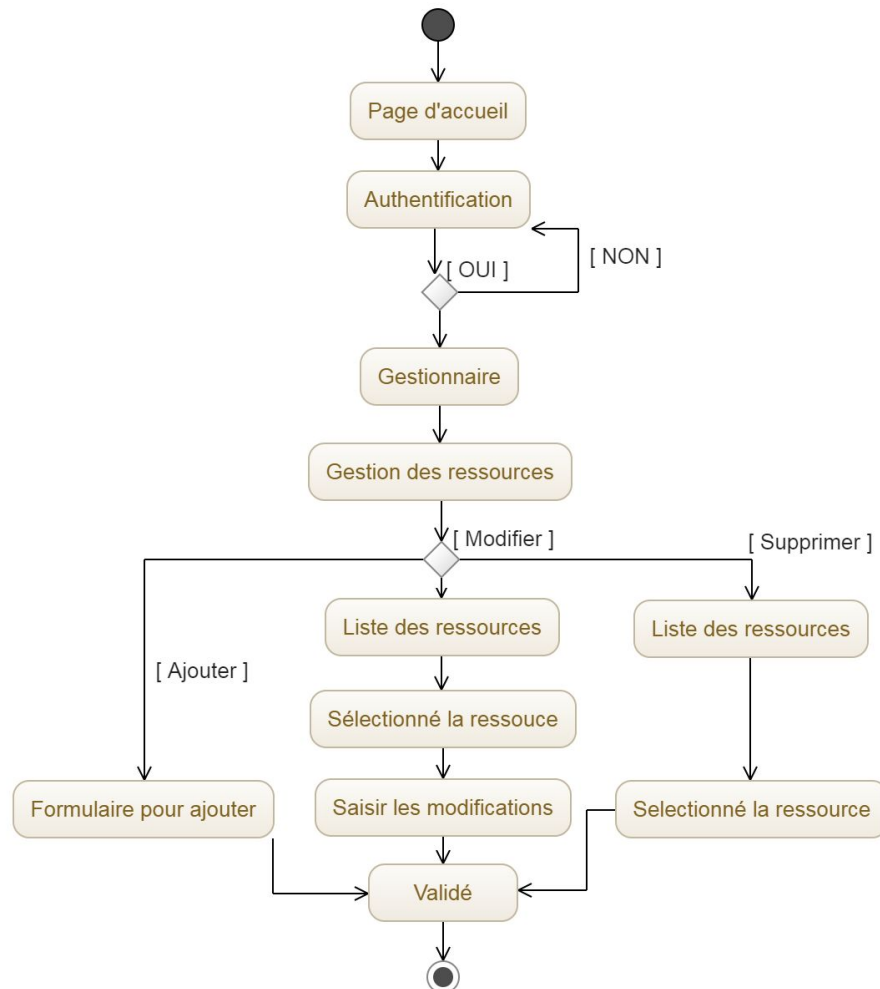 Page d'accueil
Authentification
[ NON ]
[ OUI ]
Gestionnaire
Gestion des ressources
[ Modifier ]
[ Supprimer ]
Liste des ressources
Liste des ressources
[ Ajouter ]
Sélectionné la ressouce
Formulaire pour ajouter
Saisir les modifications
Selectionné la ressource
Validé